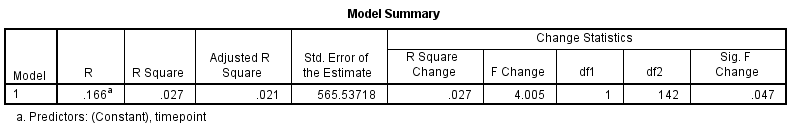 Model Summary
Change Statistics
Model R R Square Adjusted R Square Std. Error of the Estimate R Square Change F Change df1 df2 Sig. F Change
1 .166a .027 .021 565.53718 .027 4.005 1 142 .047
a. Predictors: (Constant), timepoint